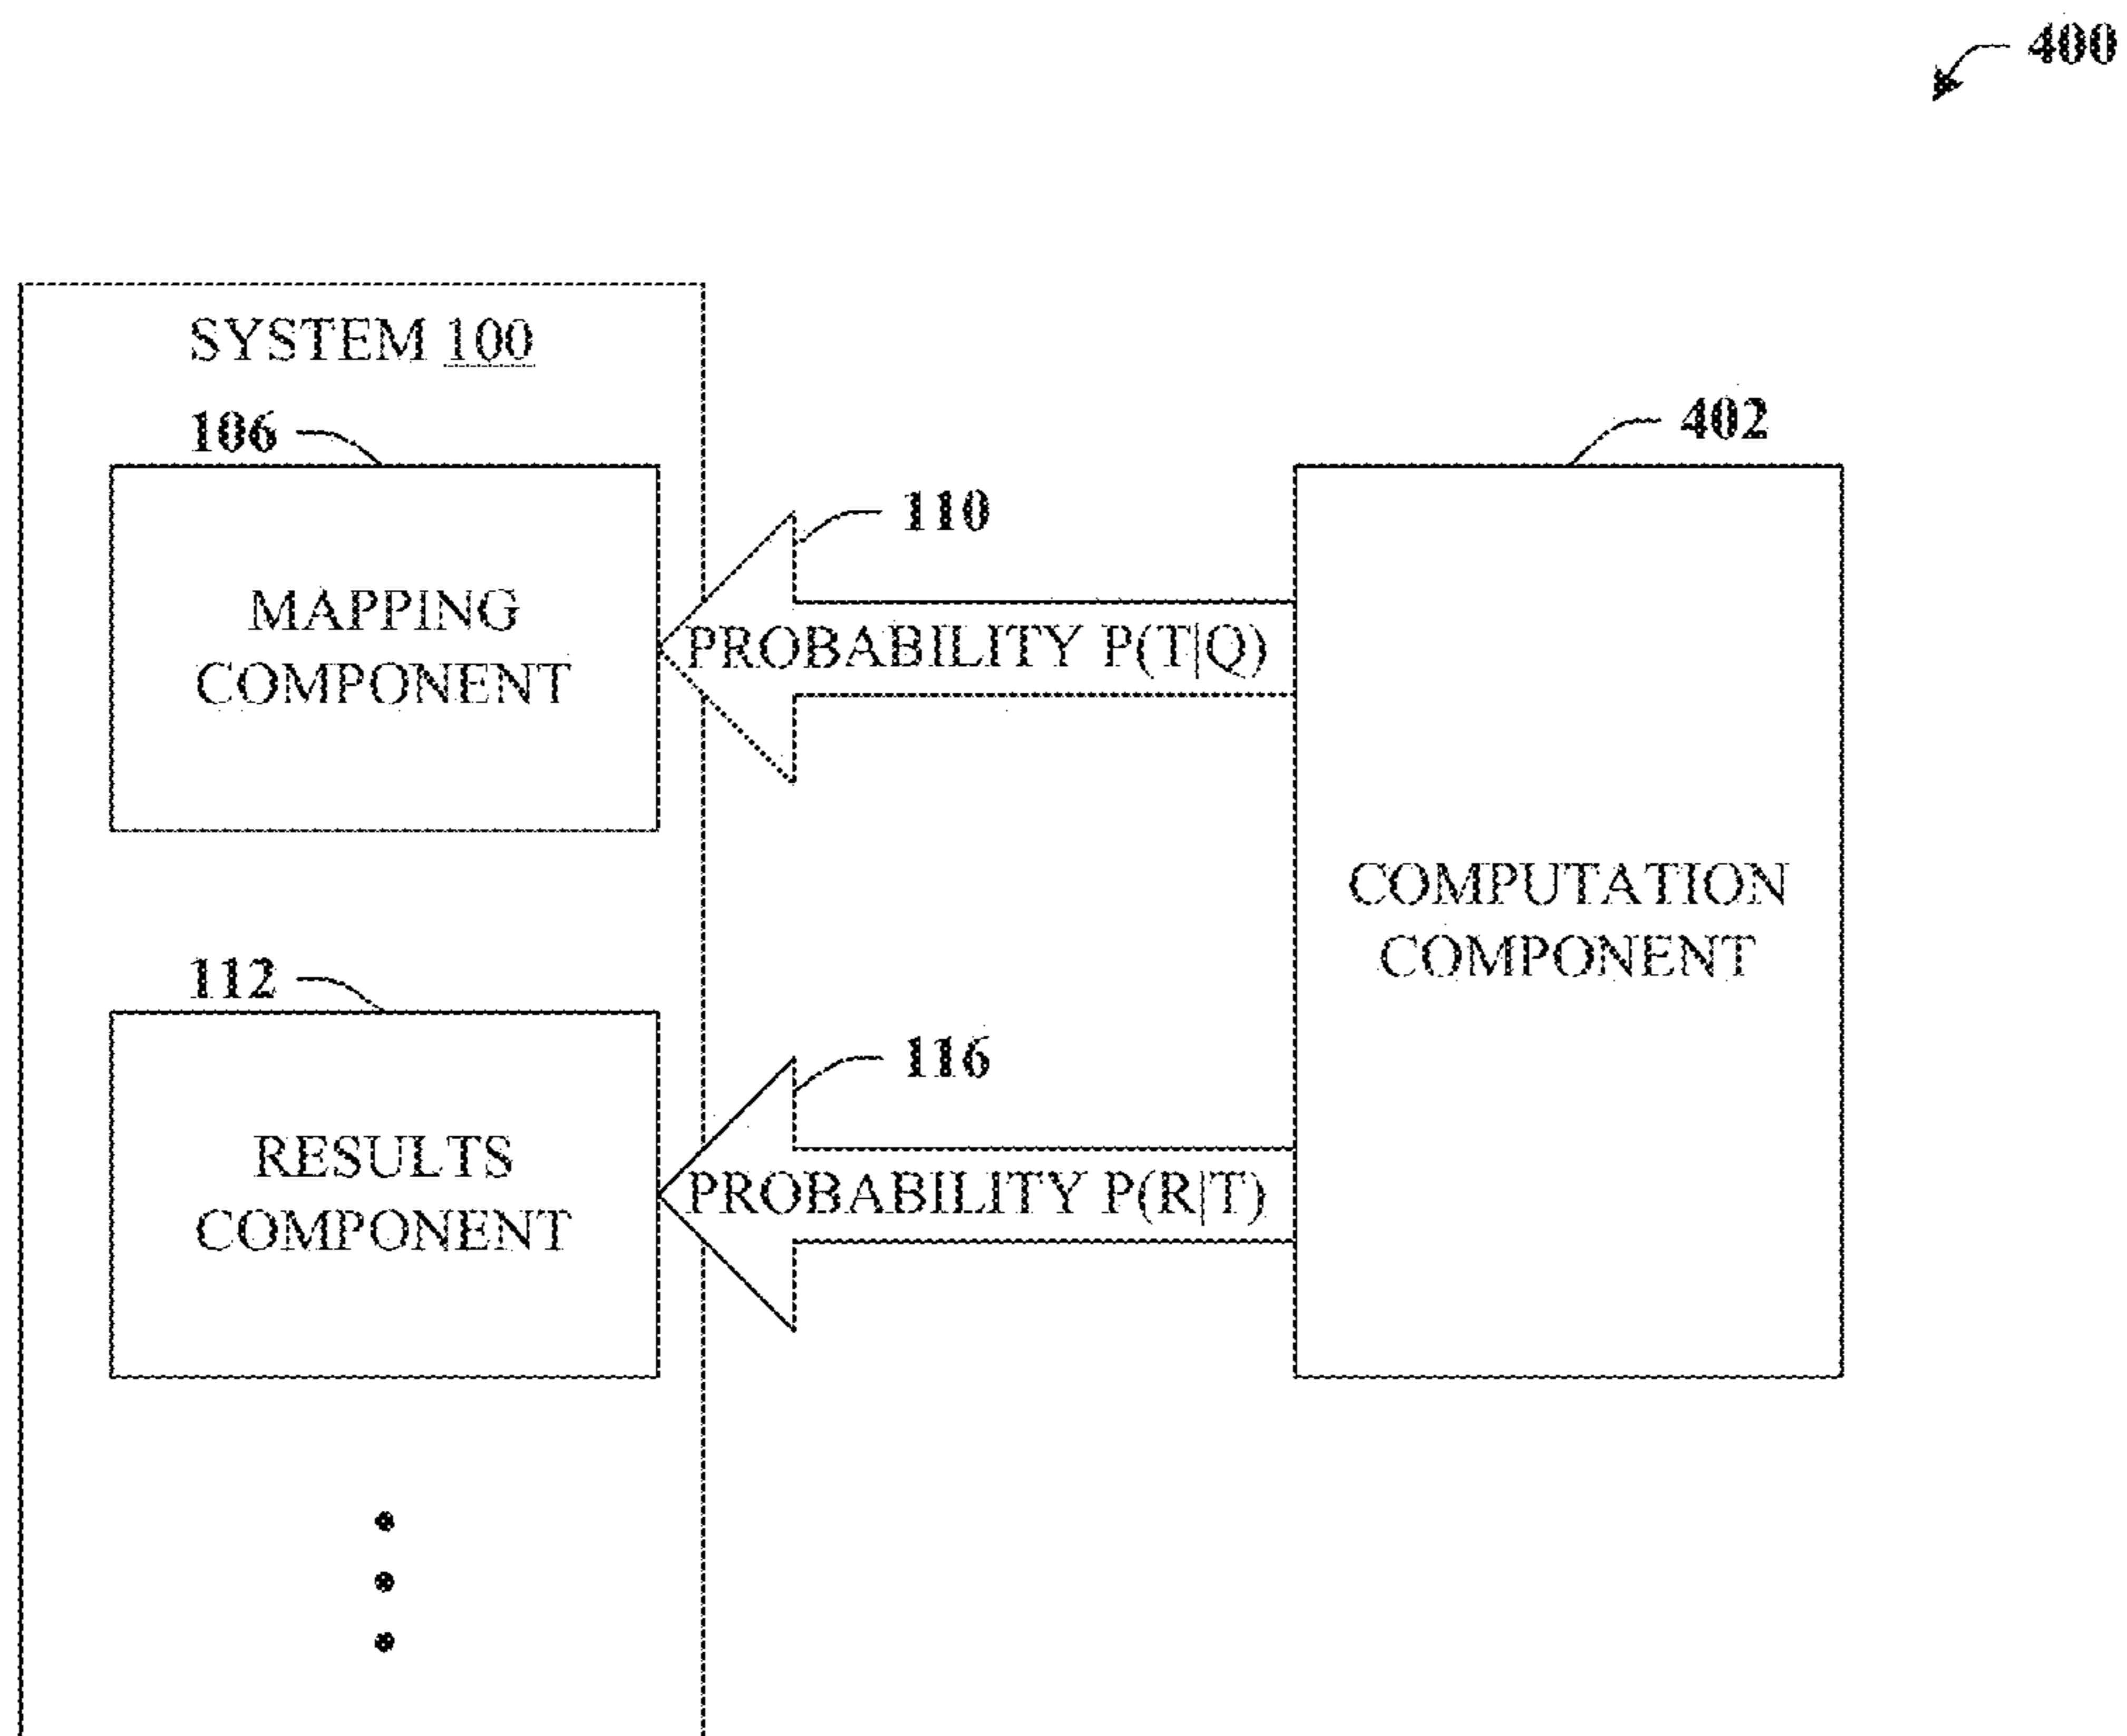 400
SYSTEM 100
106
402
110
MAPPING
COMPONENT
PROBABILITY P(T|Q)
COMPUTATION
COMPONENT
112
116
RESULTS
COMPONENT
PROBABILITY P(R|T)